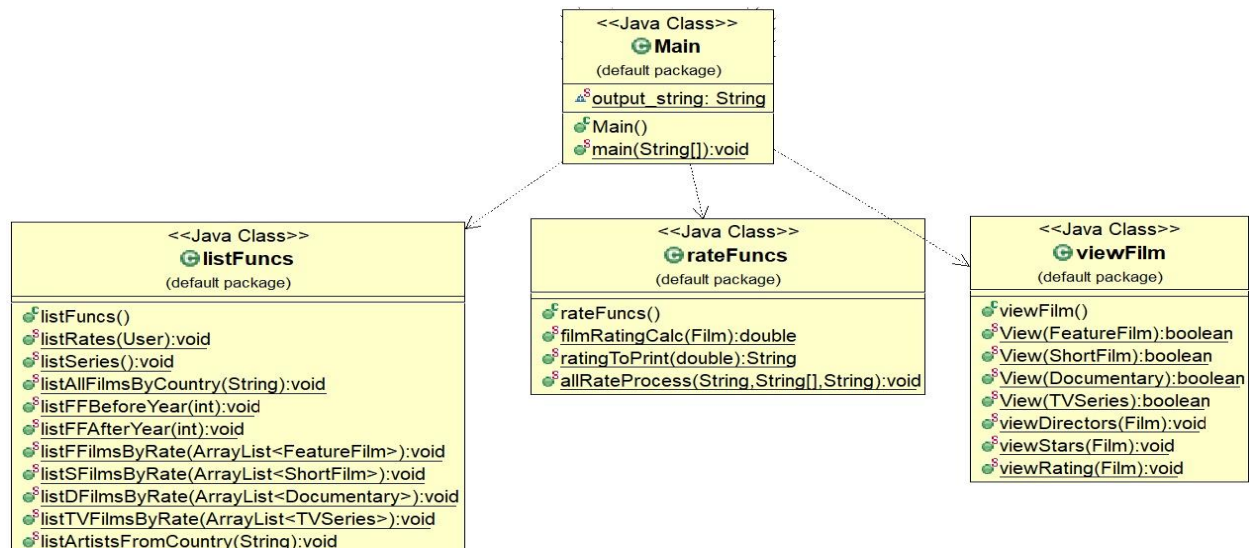 <<Java Class>>
Main
(default package)
output_string: String
Main()
main(String[]):void
<<Java Class>>
listFuncs
(default package)
listFuncs()
listRates(User):void
listSeries():void
listAllFilmsByCountry(String):void
listFFBeforeYear(int):void
listFFAfterYear(int):void
listFFilmsByRate(ArrayList<FeatureFilm>):void
listSFilmsByRate(ArrayList<ShortFilm>):void
listDFilmsByRate(ArrayList<Documentary>):void
listTVFilmsByRate(ArrayList<TVSeries>):void
listArtistsFromCountry(String):void
<<Java Class>>
rateFuncs
(default package)
rateFuncs()
filmRatingCalc(Film):double
ratingToPrint(double):String
allRateProcess(String,String[],String):void
<<Java Class>>
viewFilm
(default package)
viewFilm()
View(FeatureFilm):boolean
View(ShortFilm):boolean
View(Documentary):boolean
View(TVSeries):boolean
viewDirectors(Film):void
viewStars(Film):void
viewRating(Film):void